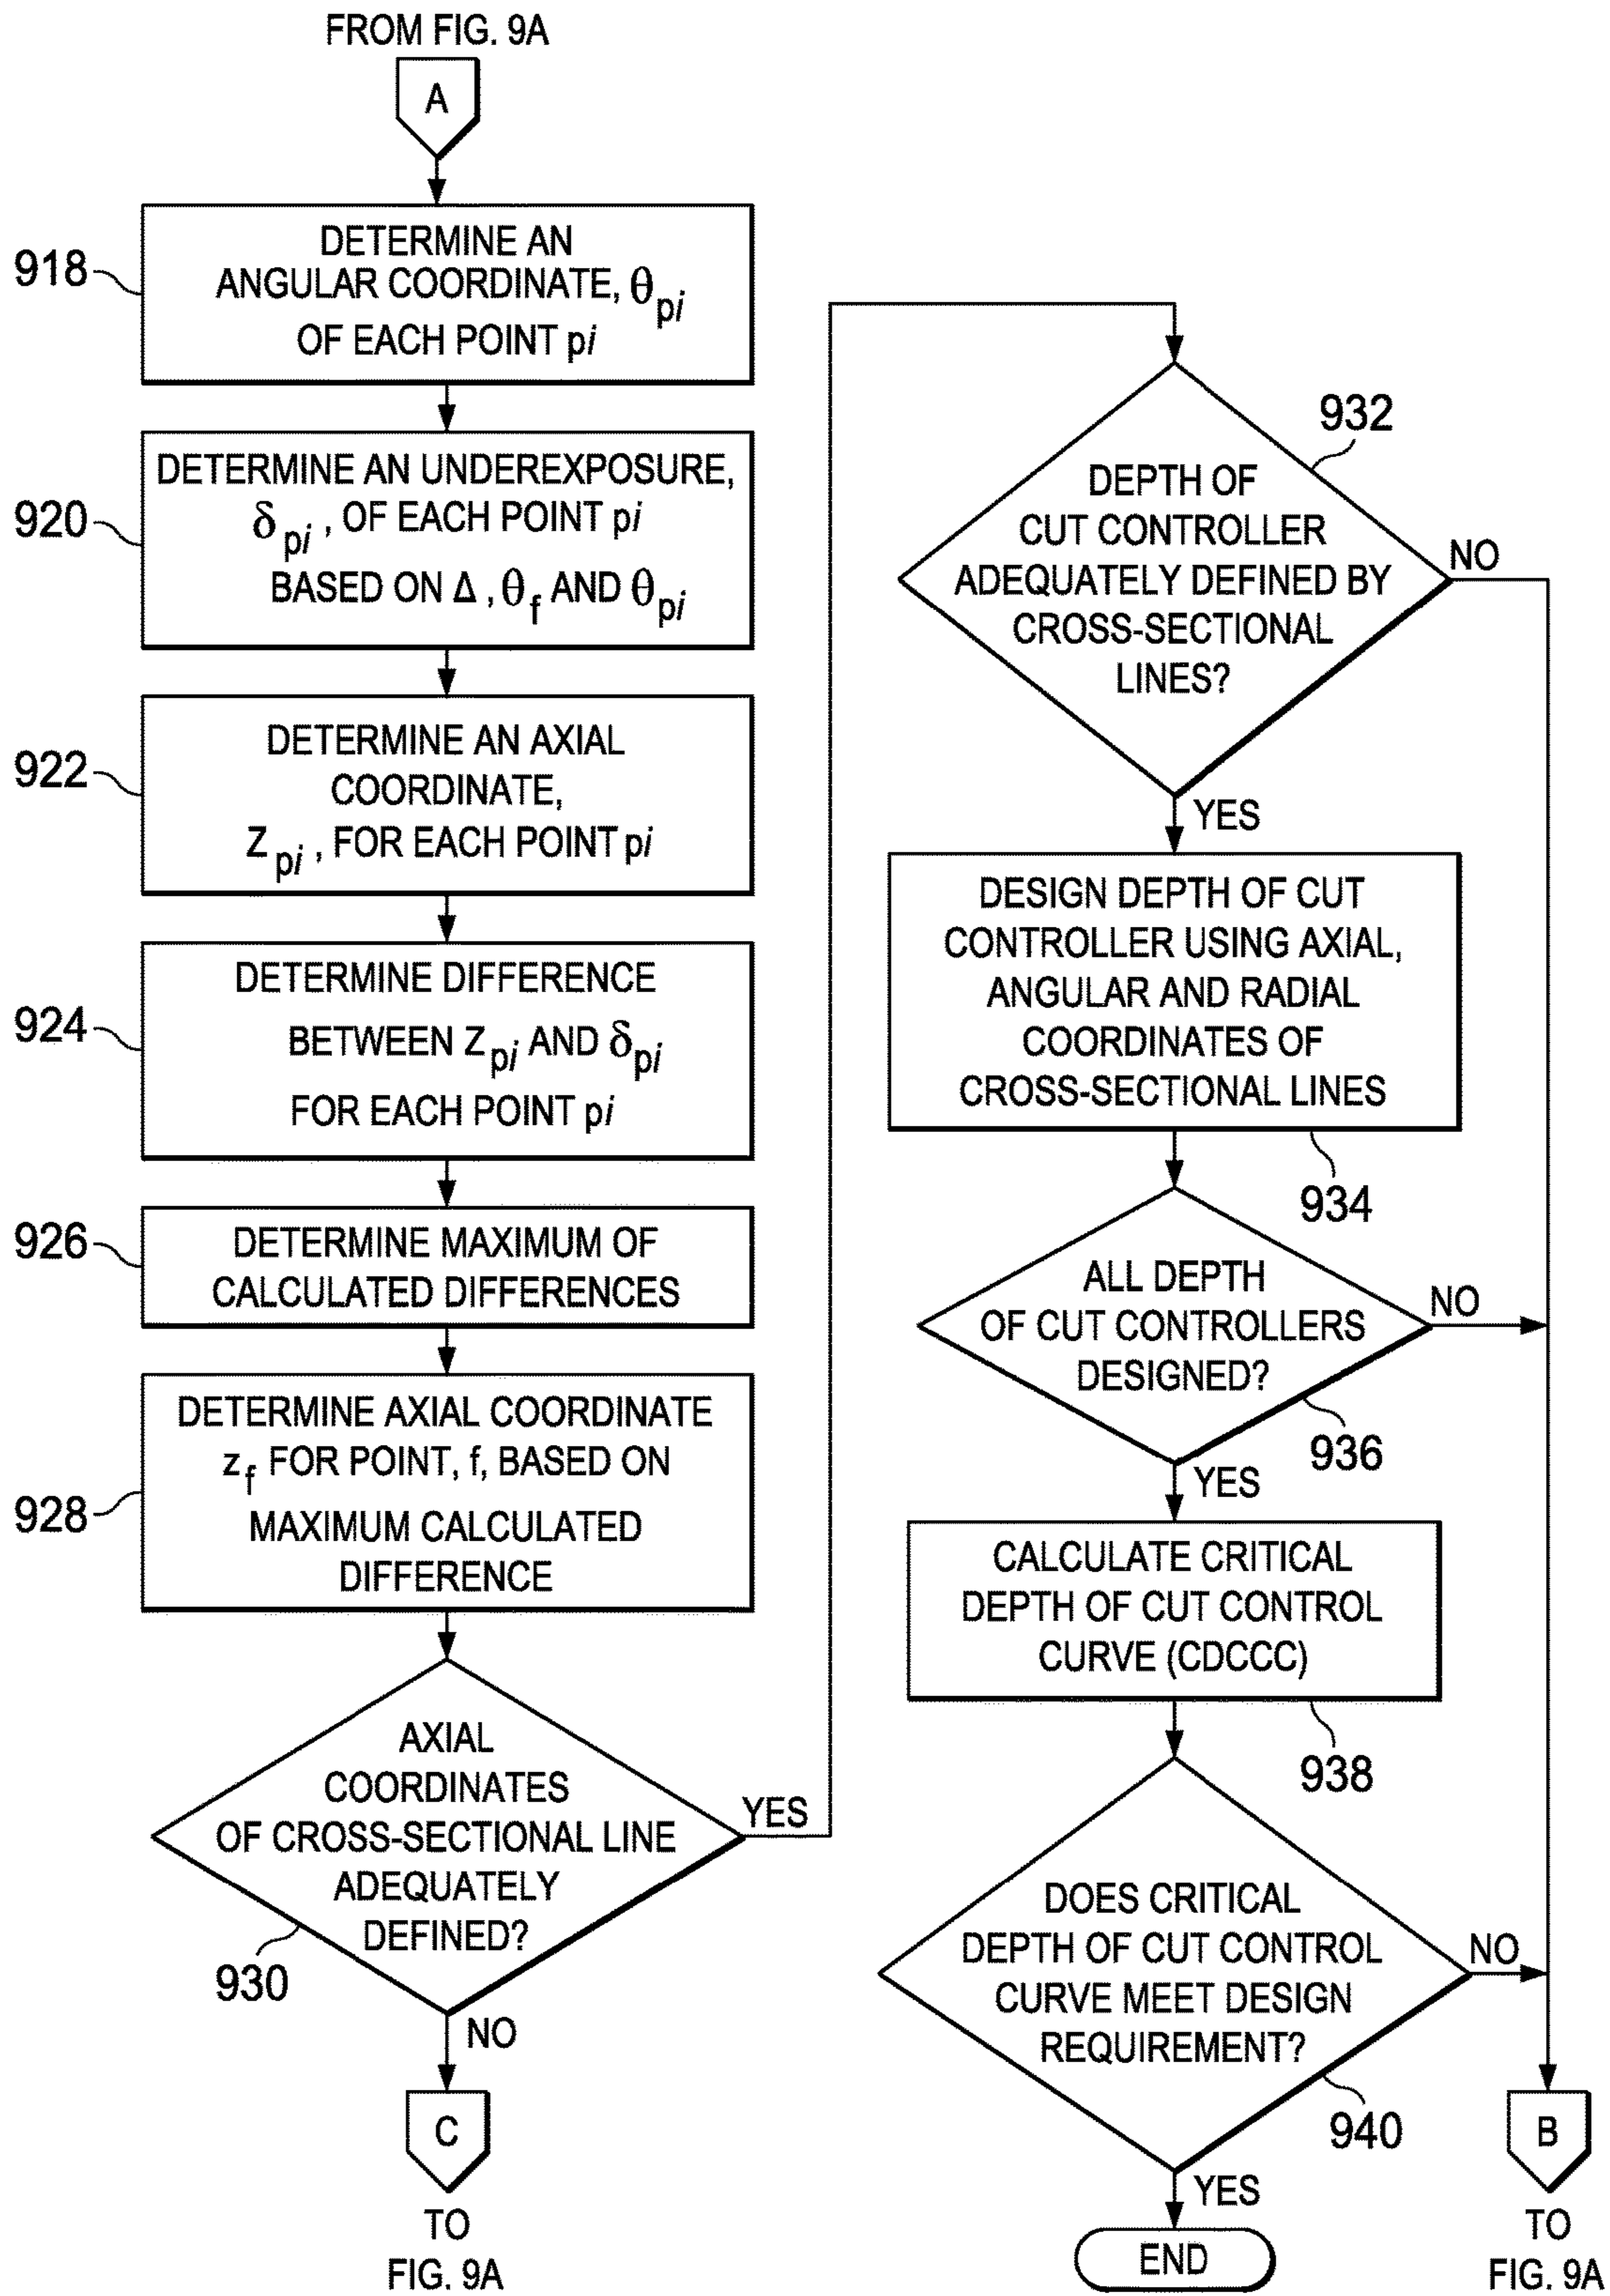 FROM FIG. 9A
A
918
DETERMINE AN
ANGULAR COORDINATE, θpi
OF EACH POINT pi
920
DETERMINE AN UNDEREXPOSURE,
δpi, OF EACH POINT pi
BASED ON Δ, θf AND θpi
922
DETERMINE AN AXIAL
COORDINATE,
Zpi, FOR EACH POINT pi
924
DETERMINE DIFFERENCE
BETWEEN Zpi AND δpi
FOR EACH POINT pi
926
DETERMINE MAXIMUM OF
CALCULATED DIFFERENCES
928
DETERMINE AXIAL COORDINATE
zf FOR POINT, f, BASED ON
MAXIMUM CALCULATED
DIFFERENCE
AXIAL
COORDINATES
OF CROSS-SECTIONAL LINE
ADEQUATELY
DEFINED?
930
YES
NO
C
TO
FIG. 9A
932
DEPTH OF
CUT CONTROLLER
ADEQUATELY DEFINED BY
CROSS-SECTIONAL
LINES?
NO
YES
DESIGN DEPTH OF CUT
CONTROLLER USING AXIAL,
ANGULAR AND RADIAL
COORDINATES OF
CROSS-SECTIONAL LINES
934
ALL DEPTH
OF CUT CONTROLLERS
DESIGNED?
NO
936
YES
CALCULATE CRITICAL
DEPTH OF CUT CONTROL
CURVE (CDCCC)
938
DOES CRITICAL
DEPTH OF CUT CONTROL
CURVE MEET DESIGN
REQUIREMENT?
NO
940
YES
END
B
TO
FIG. 9A